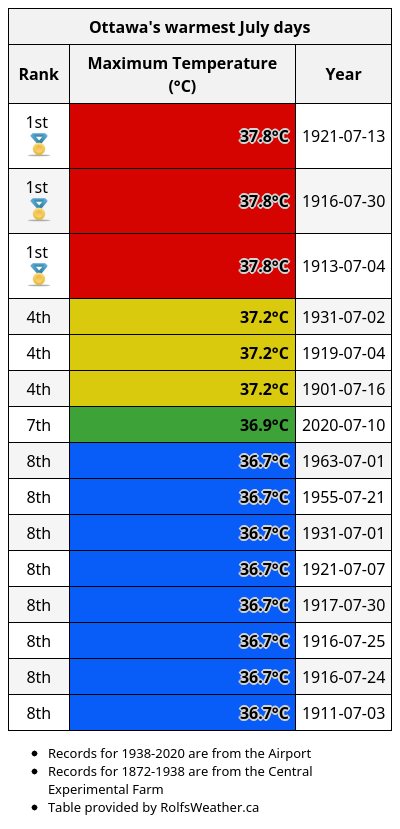 Ottawa's warmest July days
Rank Maximum Temperature (°C) Year
1st 37.8°C 1921-07-13
1st 37.8°C 1916-07-30
1st 37.8°C 1913-07-04
4th 37.2°C 1931-07-02
4th 37.2°C 1919-07-04
4th 37.2°C 1901-07-16
7th 36.9°C 2020-07-10
8th 36.7°C 1963-07-01
8th 36.7°C 1955-07-21
8th 36.7°C 1931-07-01
8th 36.7°C 1921-07-07
8th 36.7°C 1917-07-30
8th 36.7°C 1916-07-25
8th 36.7°C 1916-07-24
8th 36.7°C 1911-07-03
• Records for 1938-2020 are from the Airport
• Records for 1872-1938 are from the Central
Experimental Farm
• Table provided by RolfsWeather.ca